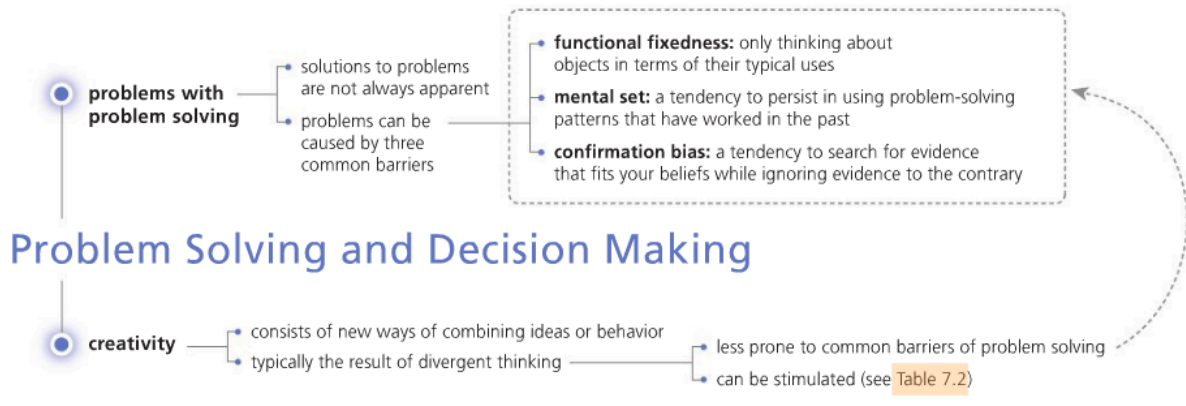 problems with
problem solving
solutions to problems
are not always apparent
problems can be
caused by three
common barriers
functional fixedness: only thinking about
objects in terms of their typical uses
mental set: a tendency to persist in using problem-solving
patterns that have worked in the past
confirmation bias: a tendency to search for evidence
that fits your beliefs while ignoring evidence to the contrary
Problem Solving and Decision Making
creativity
consists of new ways of combining ideas or behavior
typically the result of divergent thinking
less prone to common barriers of problem solving
can be stimulated (see Table 7.2)